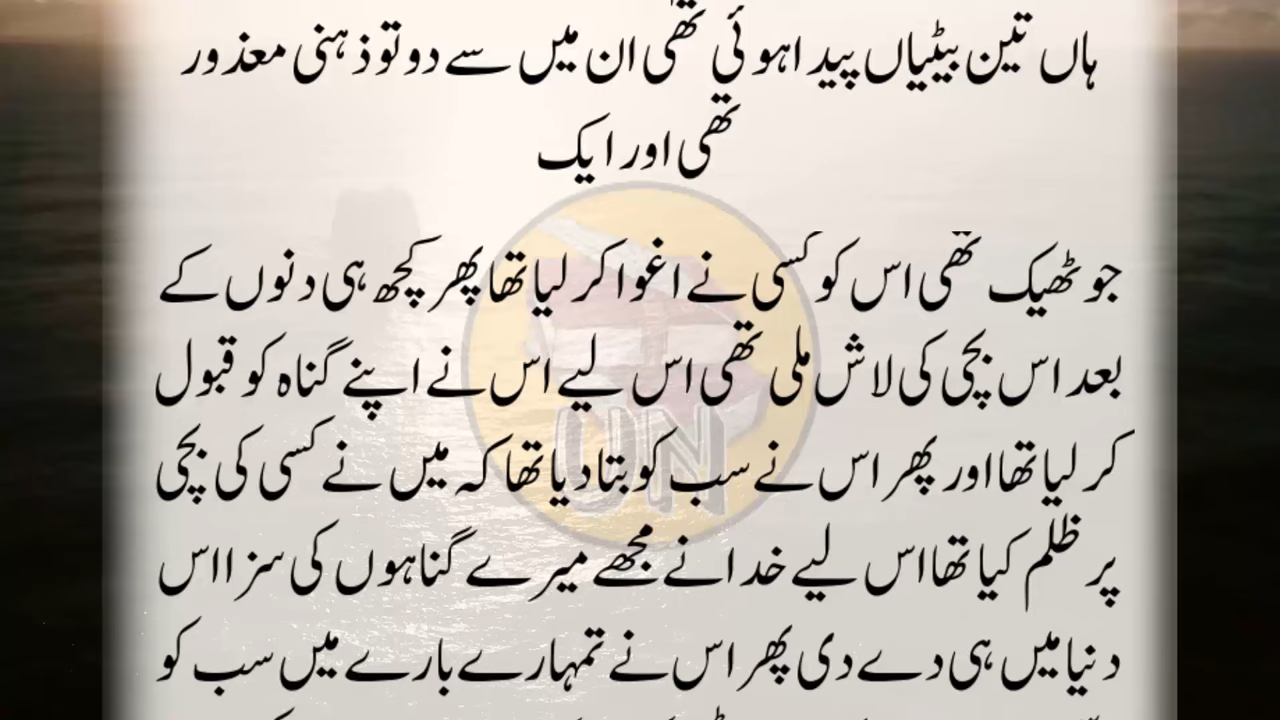 ہاں تین بیٹیاں پیدا ہوئی تھی ان میں سے دو تو ذہنی معذور
تھی اور ایک
جو ٹھیک تھی اس کو کسی نے اغوا کر لیا تھا پھر کچھ ہی دنوں کے
بعد اس بچی کی لاش ملی تھی اس لیے اس نے اپنے گناہ کو قبول
کر لیا تھا اور پھر اس نے سب کو بتا دیا تھا کہ میں نے کسی کی بچی
پر ظلم کیا تھا اس لیے خدا نے مجھے میرے گناہوں کی سزا اس
دنیا میں ہی دے دی پھر اس نے تمہارے بارے میں سب کو
UN